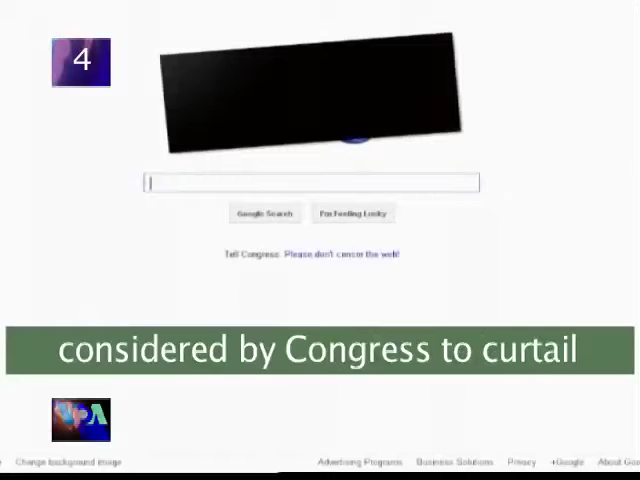 4
Google Search
I'm Feeling Lucky
Tell Congress: Please don't censor the web!
considered by Congress to curtail
VOA
Change background image
Advertising Programs
Business Solutions
Privacy
+Google
About Goo